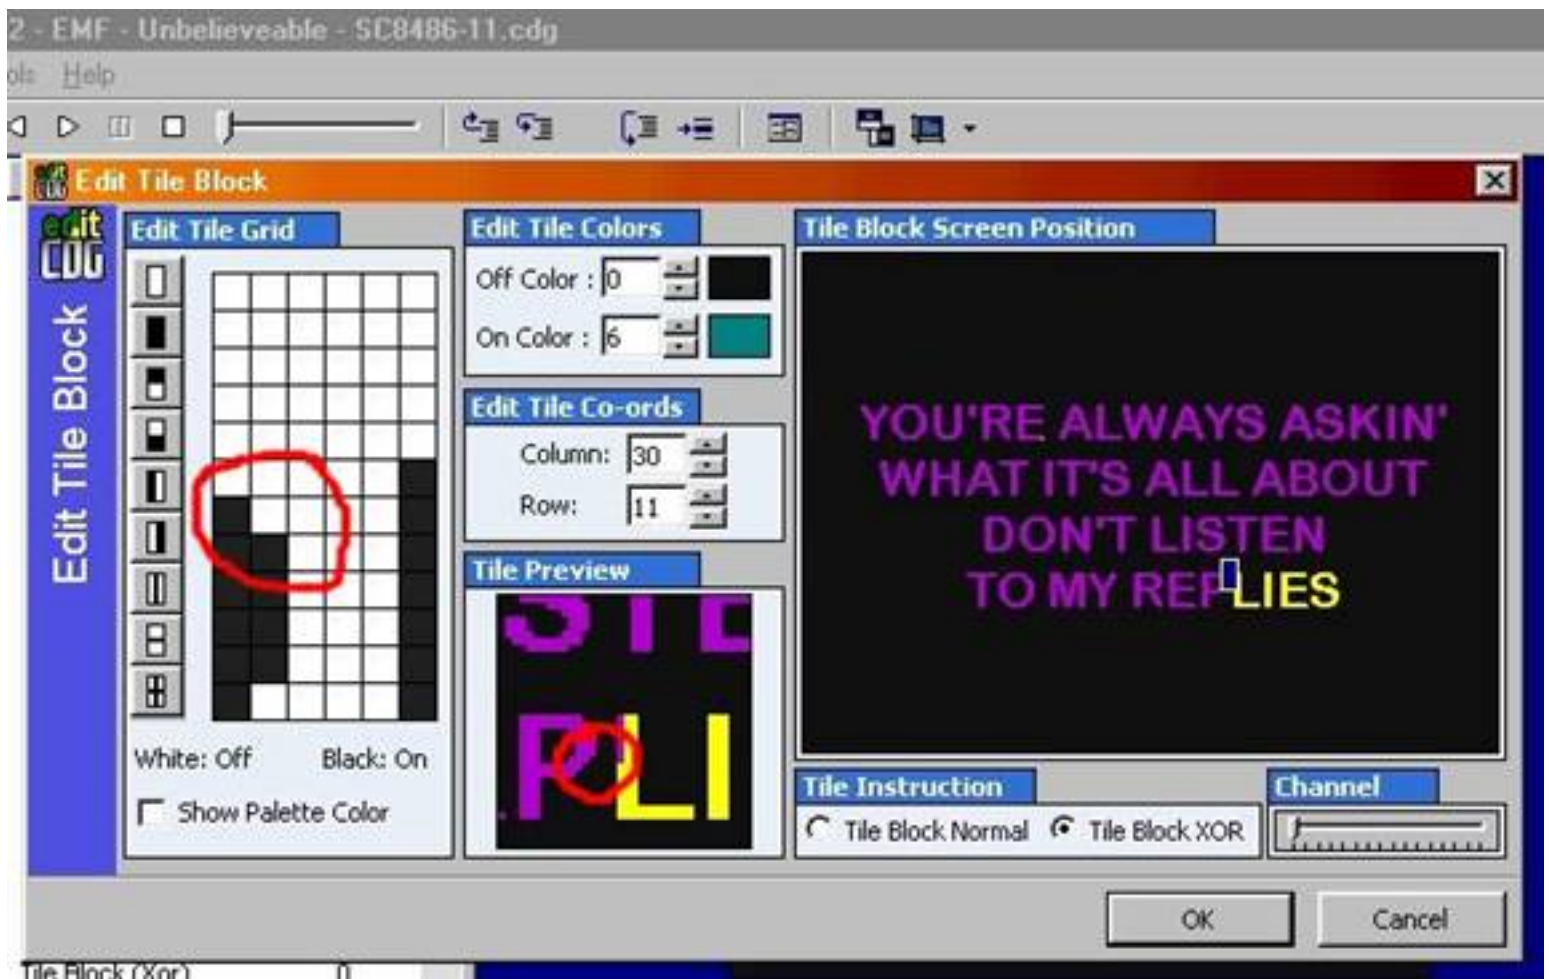 2 - EMF - Unbelieveable - SC8486-11.cdg
ols Help
Edit Tile Block
edit
CDG
Edit Tile Block
Edit Tile Grid
White: Off Black: On
Show Palette Color
Edit Tile Colors
Off Color : 0
On Color : 6
Edit Tile Co-ords
Column: 30
Row: 11
Tile Preview
STE
PLI
Tile Block Screen Position
YOU'RE ALWAYS ASKIN'
WHAT IT'S ALL ABOUT
DON'T LISTEN
TO MY REPLIES
Tile Instruction
Tile Block Normal Tile Block XOR
Channel
OK Cancel
Tile Block (Xor) 0